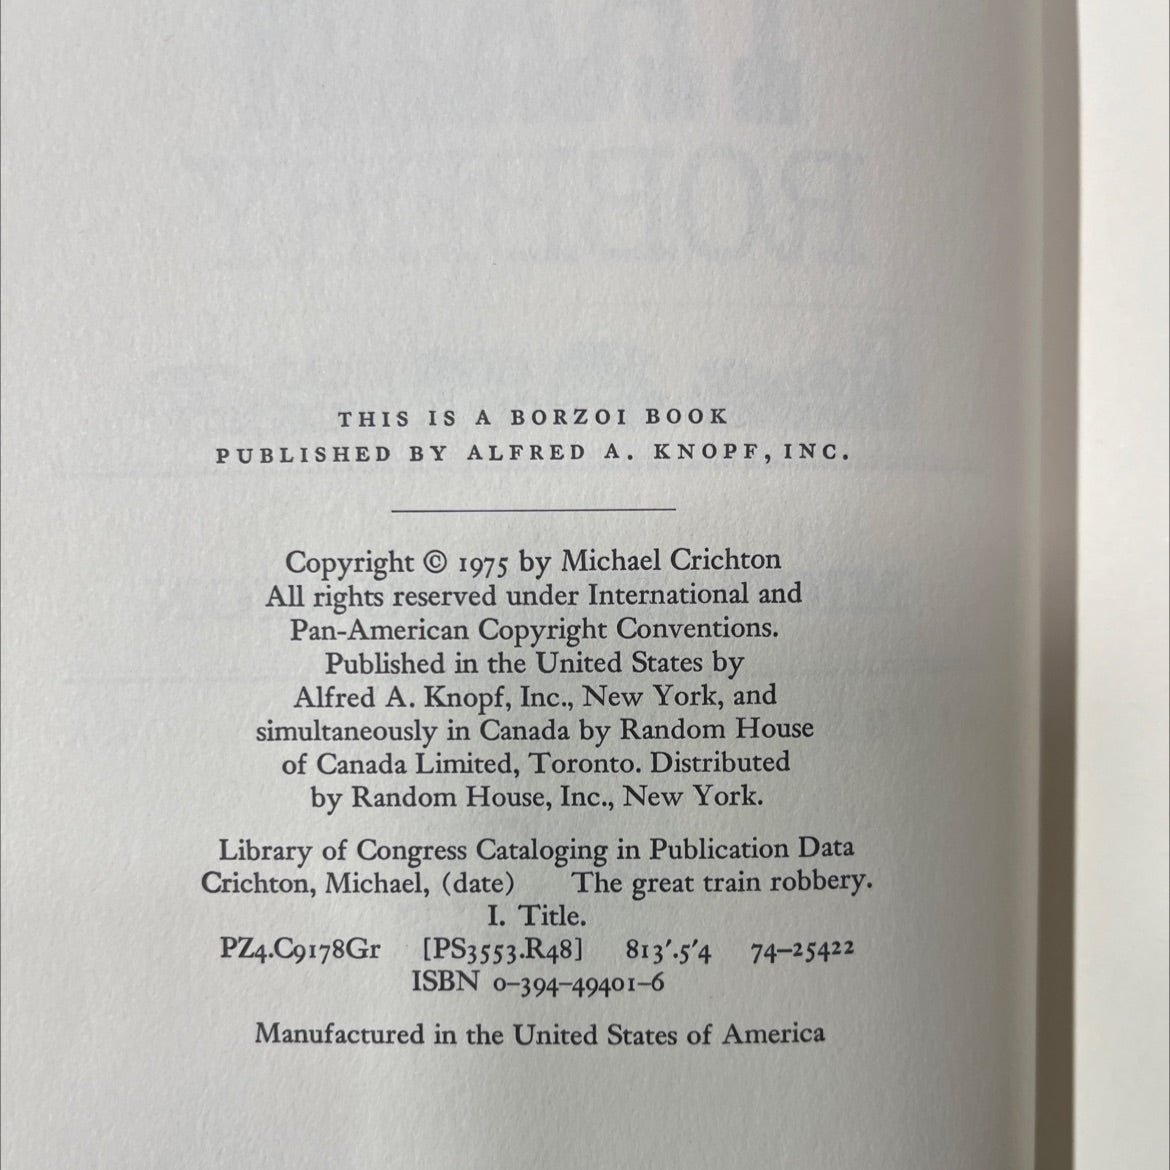 THIS IS A BORZOI BOOK
PUBLISHED BY ALFRED A. KNOPF, INC.
Copyright © 1975 by Michael Crichton
All rights reserved under International and
Pan-American Copyright Conventions.
Published in the United States by
Alfred A. Knopf, Inc., New York, and
simultaneously in Canada by Random House
of Canada Limited, Toronto. Distributed
by Random House, Inc., New York.
Library of Congress Cataloging in Publication Data
Crichton, Michael, (date) The great train robbery.
I. Title.
PZ4.C9178Gr [PS3553.R48] 813'.5'4 74–25422
ISBN 0–394–49401–6
Manufactured in the United States of America